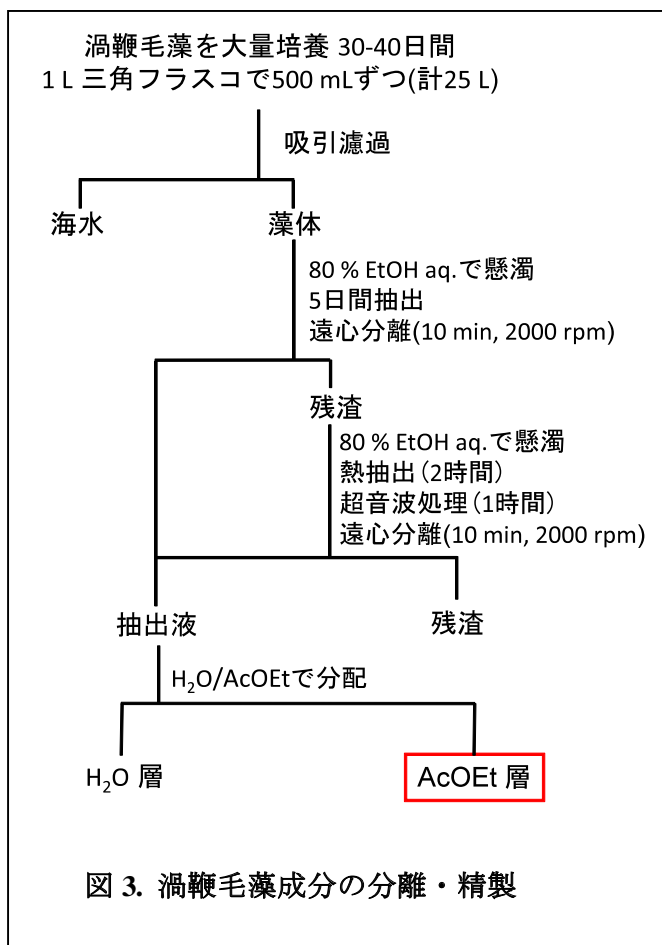 渦鞭毛藻を大量培養 30-40日間
1 L 三角フラスコで500 mLずつ(計25 L)
吸引濾過
海水
藻体
80 % EtOH aq.で懸濁
5日間抽出
遠心分離(10 min, 2000 rpm)
残渣
80 % EtOH aq.で懸濁
熱抽出（2時間）
超音波処理（1時間）
遠心分離(10 min, 2000 rpm)
抽出液
残渣
H₂O/AcOEtで分配
H₂O 層
AcOEt 層
図 3. 渦鞭毛藻成分の分離・精製